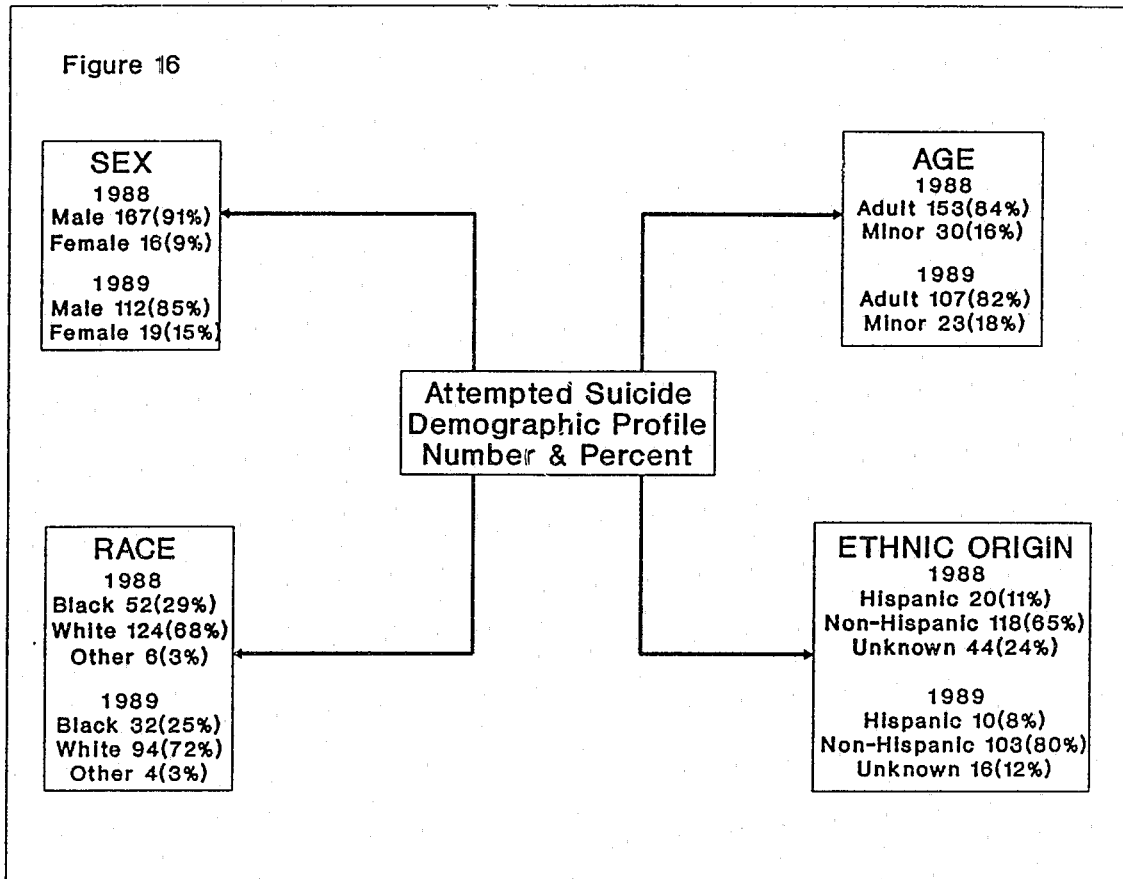 Figure 16
SEX
1988
Male 167(91%)
Female 16(9%)
1989
Male 112(85%)
Female 19(15%)
AGE
1988
Adult 153(84%)
Minor 30(16%)
1989
Adult 107(82%)
Minor 23(18%)
Attempted Suicide
Demographic Profile
Number & Percent
RACE
1988
Black 52(29%)
White 124(68%)
Other 6(3%)
1989
Black 32(25%)
White 94(72%)
Other 4(3%)
ETHNIC ORIGIN
1988
Hispanic 20(11%)
Non-Hispanic 118(65%)
Unknown 44(24%)
1989
Hispanic 10(8%)
Non-Hispanic 103(80%)
Unknown 16(12%)